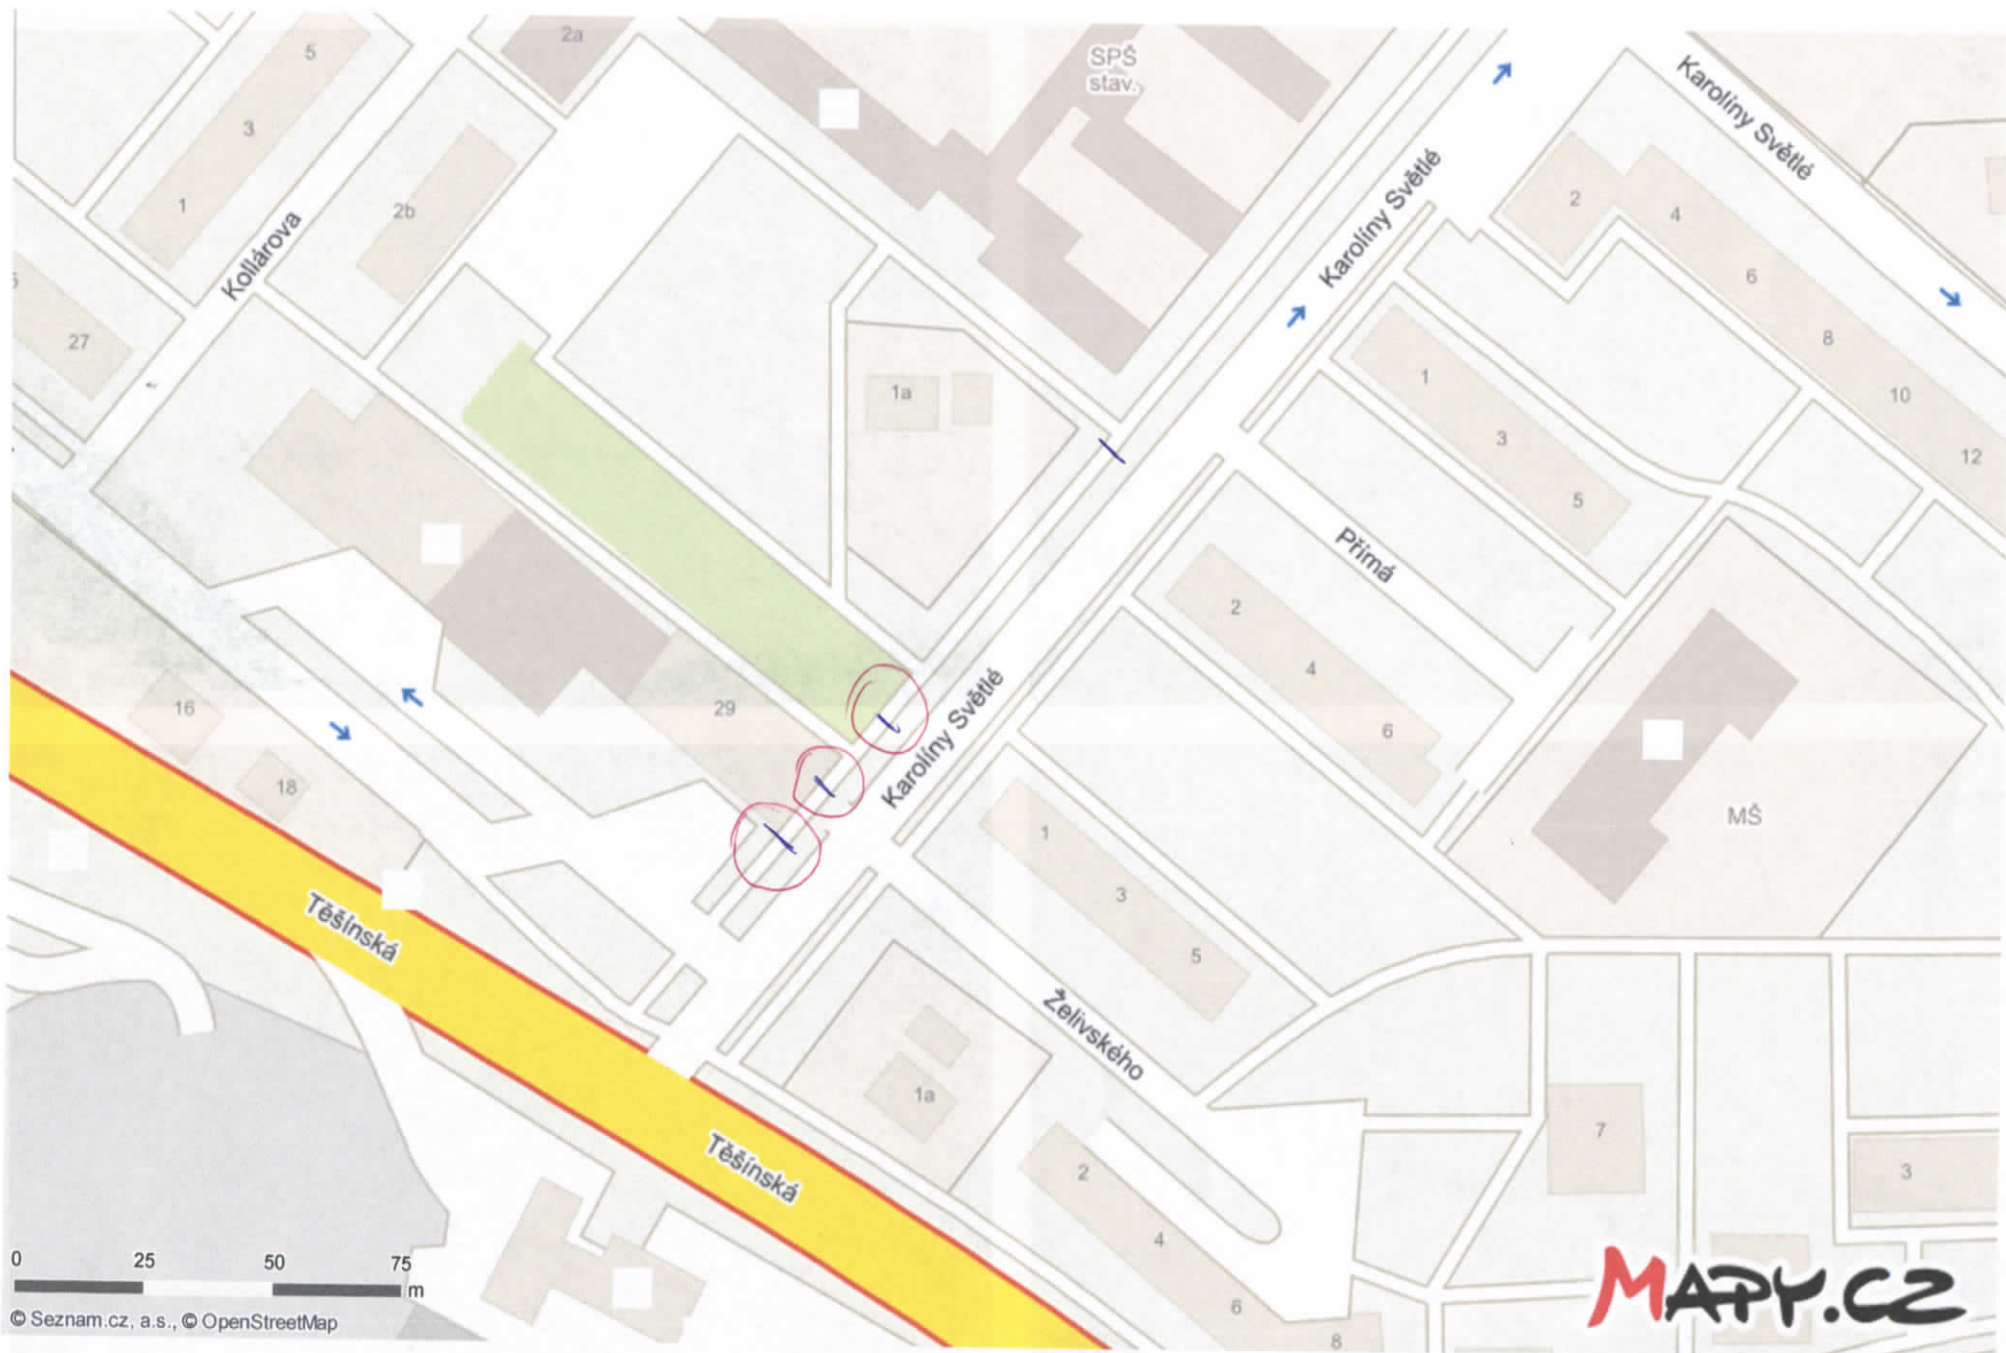 5
2a
SPŠ
stav.
Karolíny Světlé
3
1
2b
Kollárova
Karolíny Světlé
2
4
6
8
10
12
27
1a
1
3
5
Přímá
2
4
6
16
18
29
Karolíny Světlé
MŠ
1
3
5
Těšínská
Želivského
1a
Těšínská
2
4
6
8
7
3
0 25 50 75
m
© Seznam.cz, a.s., © OpenStreetMap
MAPY.CZ